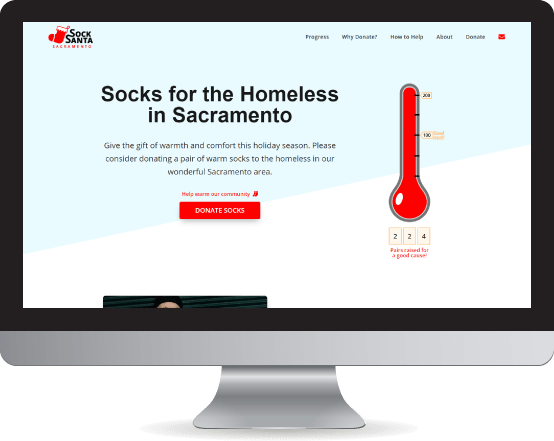 SOCK
SANTA
SACRAMENTO
Progress Why Donate? How to Help About Donate
Socks for the Homeless
in Sacramento
Give the gift of warmth and comfort this holiday season. Please
consider donating a pair of warm socks to the homeless in our
wonderful Sacramento area.
Help warm our community
DONATE SOCKS
200
100
2 2 4
Pairs raised for
a good cause!